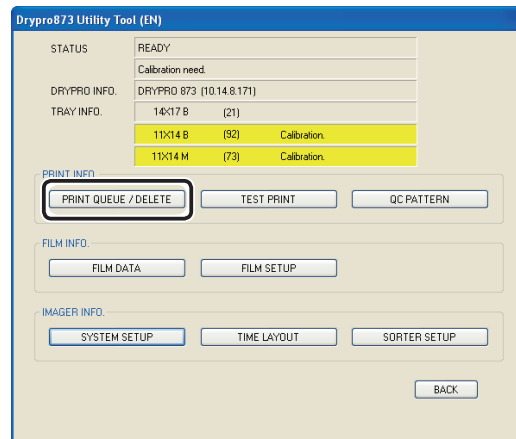 Drypro873 Utility Tool (EN)
STATUS READY
Calibration need.
DRYPRO INFO. DRYPRO 873 (10.14.8.171)
TRAY INFO. 14X17 B (21)
11X14 B (92) Calibration.
11X14 M (73) Calibration.
PRINT INFO.
PRINT QUEUE / DELETE TEST PRINT QC PATTERN
FILM INFO.
FILM DATA FILM SETUP
IMAGER INFO.
SYSTEM SETUP TIME LAYOUT SORTER SETUP
BACK